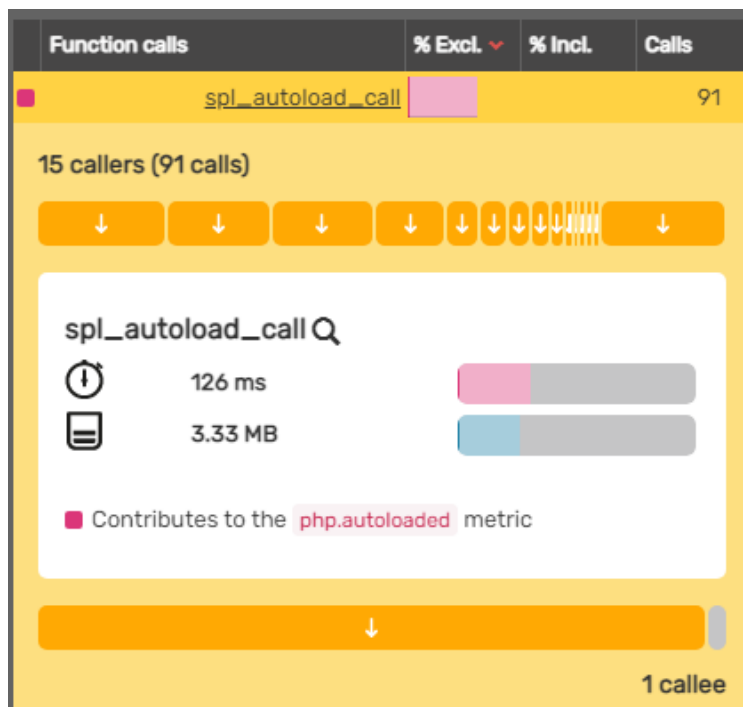 Function calls % Excl. % Incl. Calls
spl_autoload_call 91
15 callers (91 calls)
spl_autoload_call
126 ms
3.33 MB
Contributes to the php.autoloaded metric
1 callee